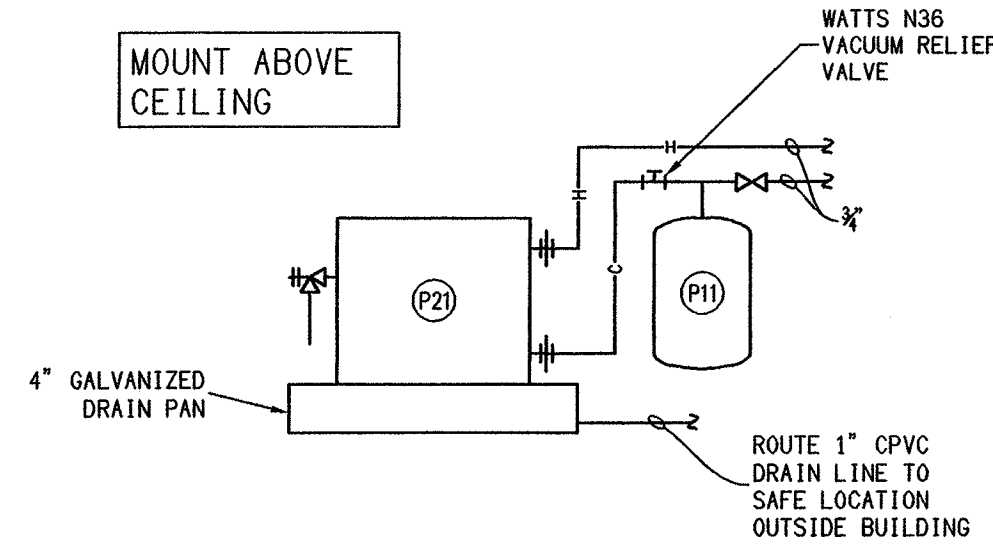 WATTS N36
VACUUM RELIEF
VALVE
MOUNT ABOVE
CEILING
H
H
T
3/4"
C
P21
P11
4" GALVANIZED
DRAIN PAN
ROUTE 1" CPVC
DRAIN LINE TO
SAFE LOCATION
OUTSIDE BUILDING